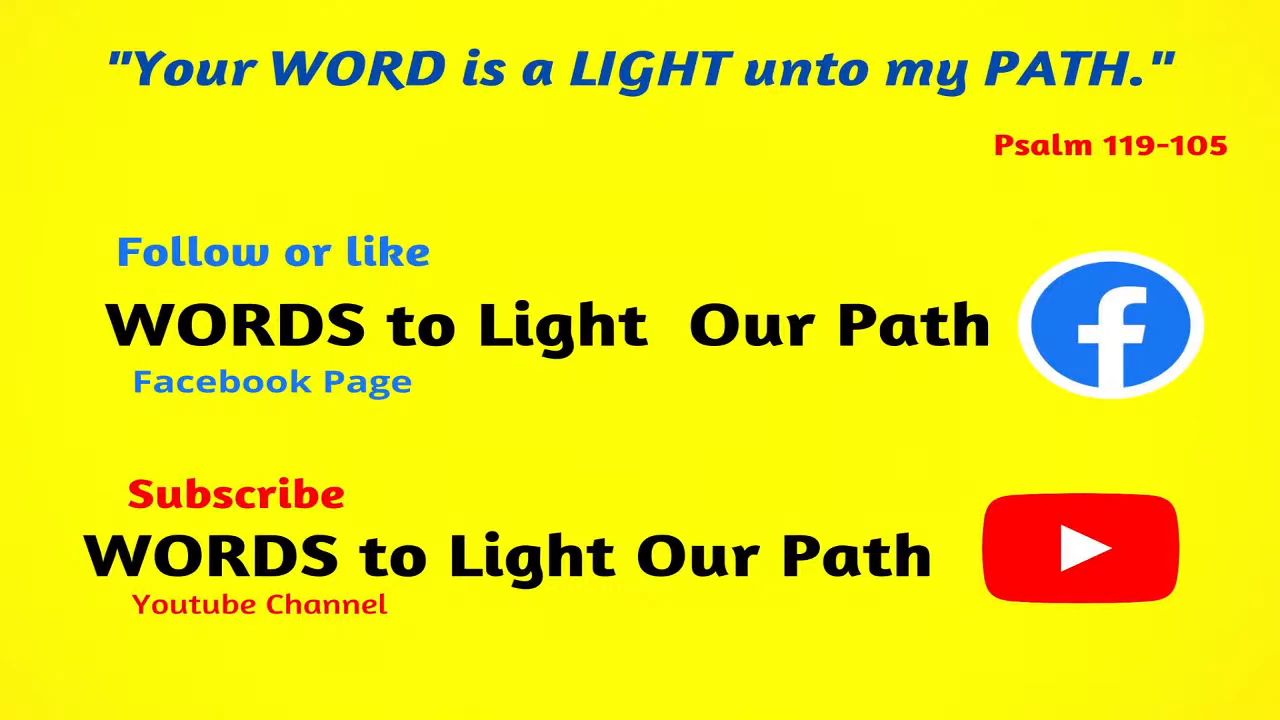 "Your WORD is a LIGHT unto my PATH."
Psalm 119-105
Follow or like
WORDS to Light Our Path
Facebook Page
Subscribe
WORDS to Light Our Path
Youtube Channel